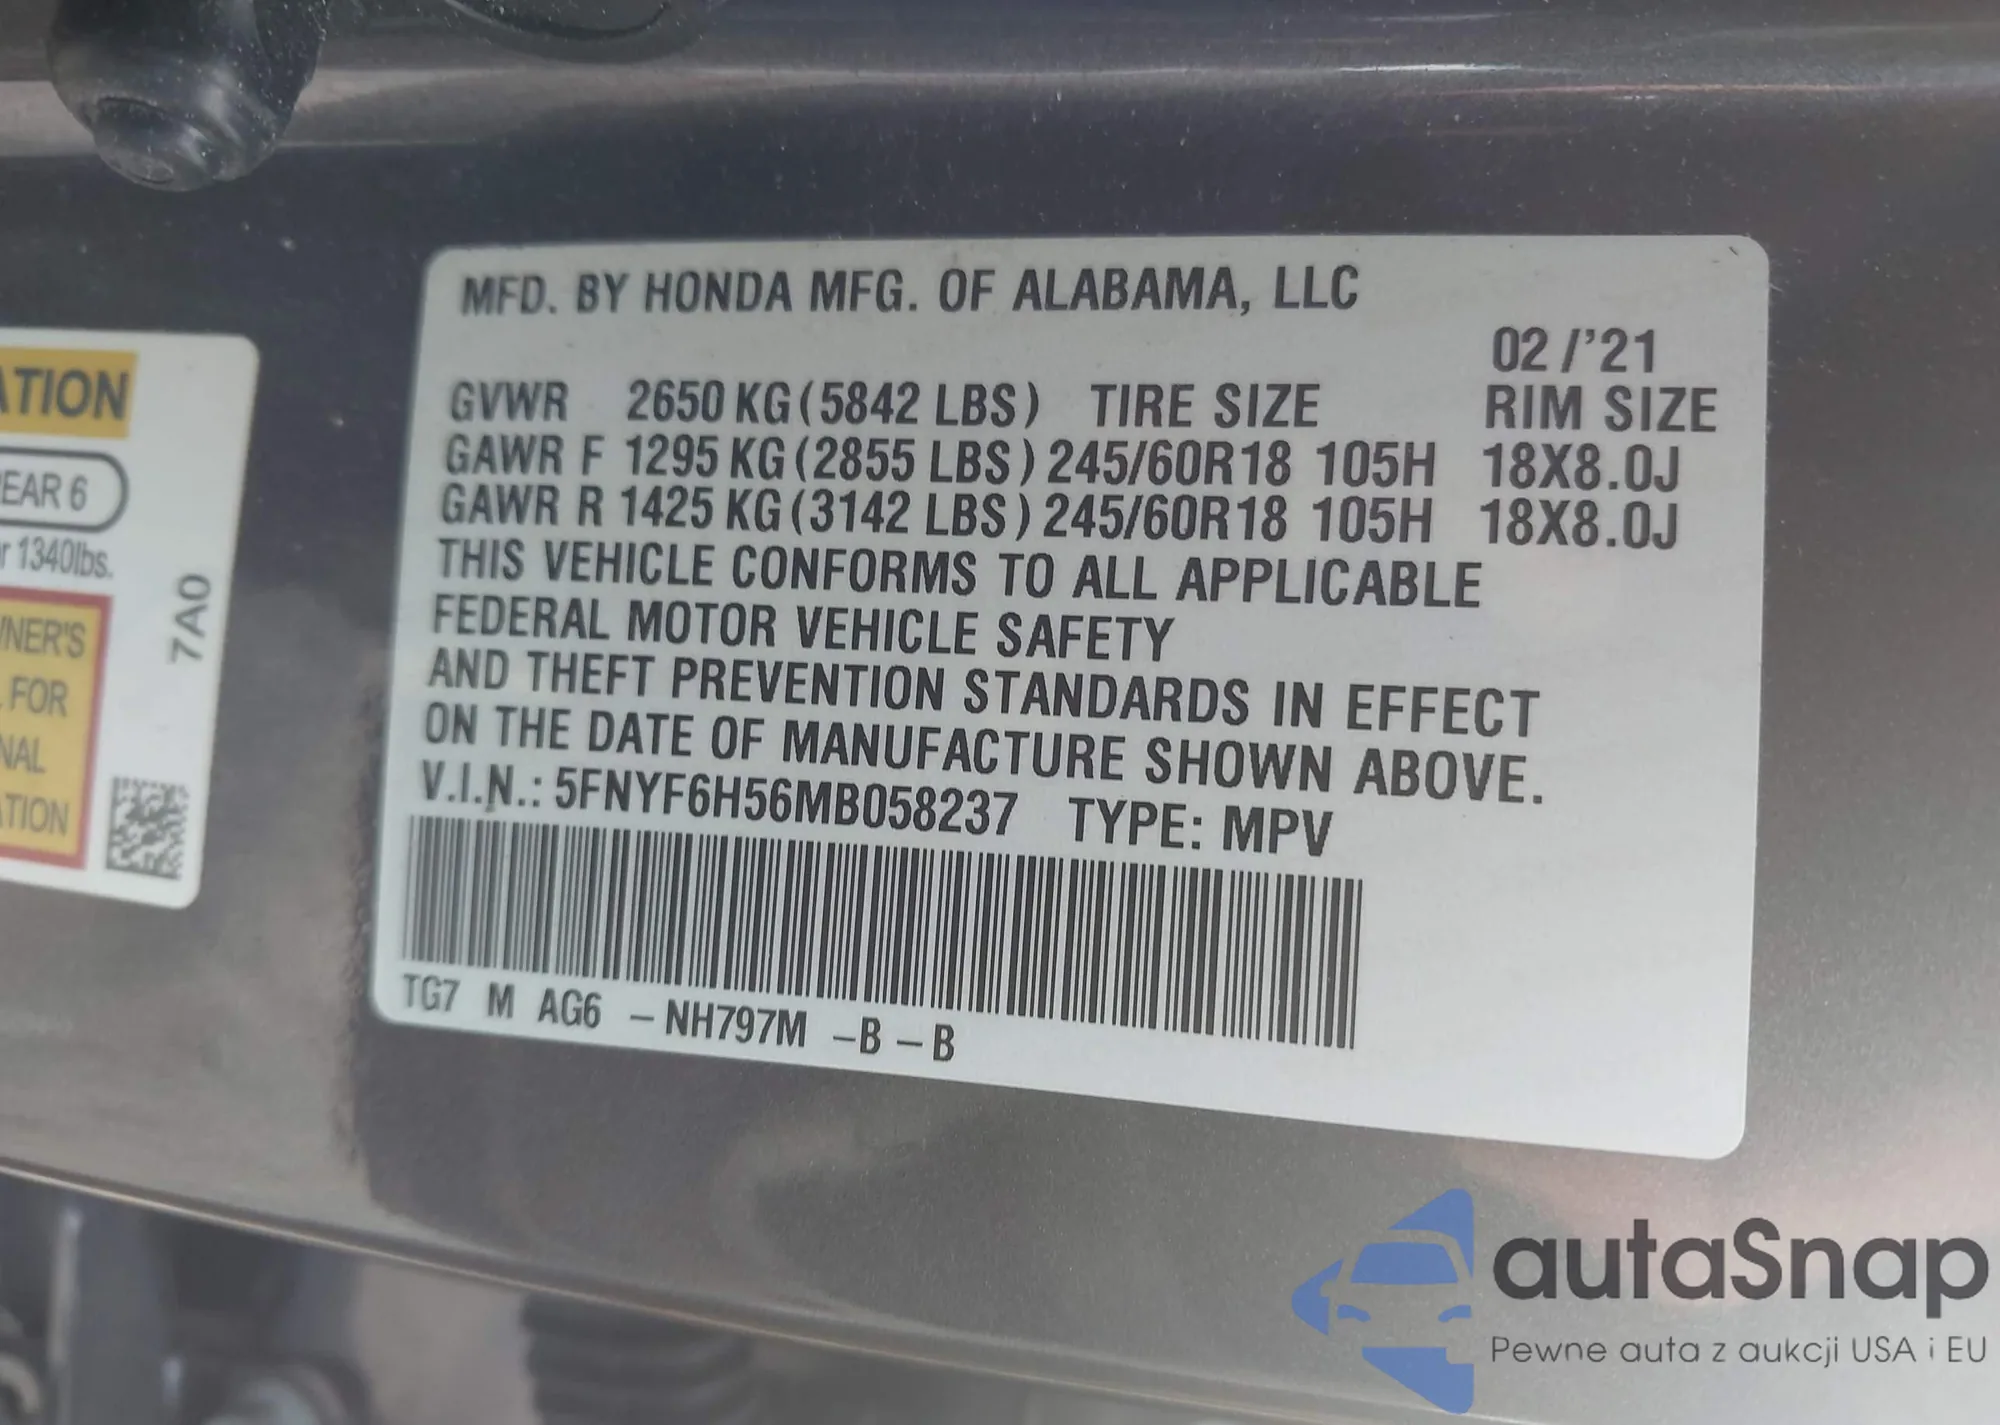 MFD. BY HONDA MFG. OF ALABAMA, LLC
02 /'21
GVWR 2650 KG (5842 LBS) TIRE SIZE RIM SIZE
GAWR F 1295 KG (2855 LBS) 245/60R18 105H 18X8.0J
GAWR R 1425 KG (3142 LBS) 245/60R18 105H 18X8.0J
THIS VEHICLE CONFORMS TO ALL APPLICABLE
FEDERAL MOTOR VEHICLE SAFETY
AND THEFT PREVENTION STANDARDS IN EFFECT
ON THE DATE OF MANUFACTURE SHOWN ABOVE.
V.I.N.: 5FNYF6H56MB058237 TYPE: MPV
TG7 M AG6 – NH797M –B – B
ATION
EAR 6
r 1340lbs.
NER'S
FOR
NAL
ATION
7A0
autaSnap
Pewne auta z aukcji USA i EU